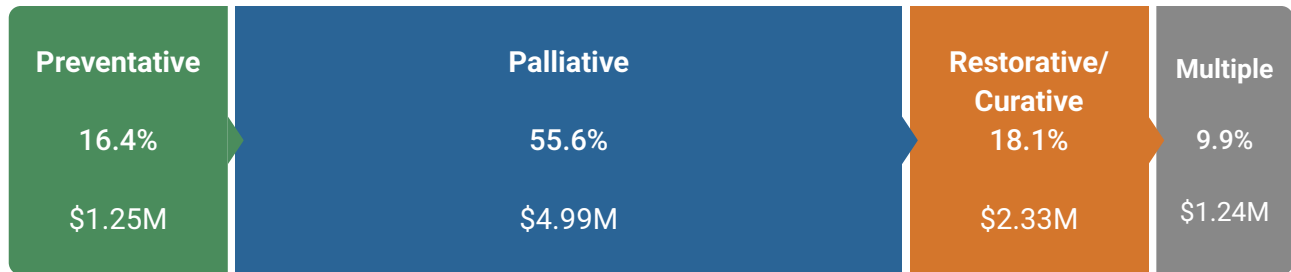 Preventative
16.4%
$1.25M
Palliative
55.6%
$4.99M
Restorative/
Curative
18.1%
$2.33M
Multiple
9.9%
$1.24M